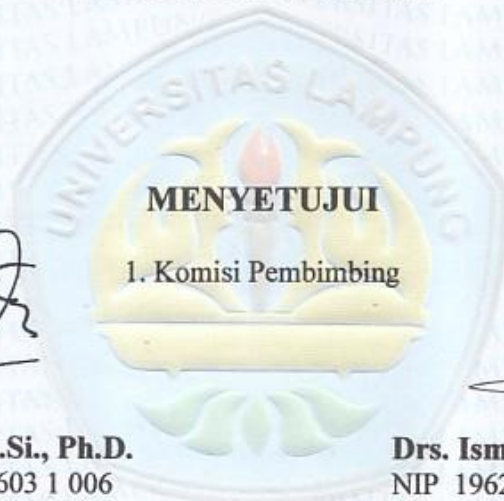 UNIVERSITAS LAMPUNG
MENYETUJUI
1. Komisi Pembimbing
.Si., Ph.D.
603 1 006
Drs. Ism
NIP 1962